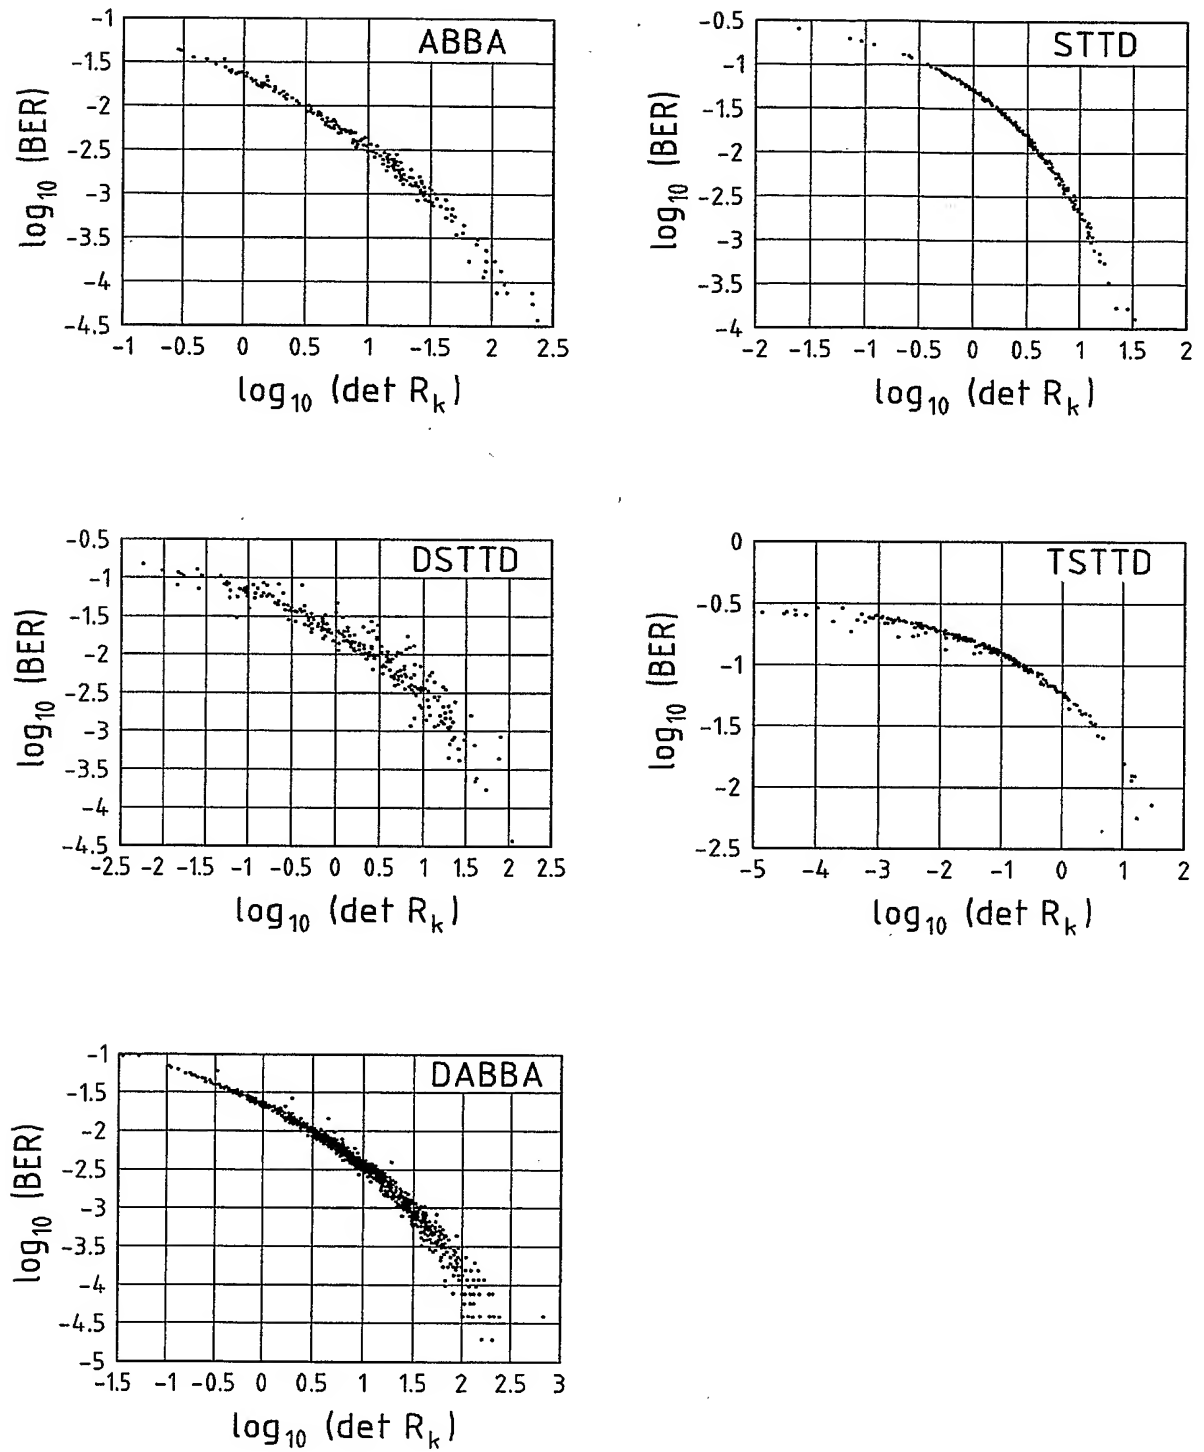 ABBA
-1
-1.5
-2
-2.5
-3
-3.5
-4
-4.5
log10 (BER)
-1 -0.5 0 0.5 1 -1.5 2 2.5
log10 (det Rk)
STTD
-0.5
-1
-1.5
-2
-2.5
-3
-3.5
-4
log10 (BER)
-2 -1.5 -1 -0.5 0 0.5 1 1.5 2
log10 (det Rk)
DSTTD
-0.5
-1
-1.5
-2
-2.5
-3
-3.5
-4
-4.5
log10 (BER)
-2.5 -2 -1.5 -1 -0.5 0 0.5 1 1.5 2 2.5
log10 (det Rk)
TSTTD
0
-0.5
-1
-1.5
-2
-2.5
log10 (BER)
-5 -4 -3 -2 -1 0 1 2
log10 (det Rk)
DABBA
-1
-1.5
-2
-2.5
-3
-3.5
-4
-4.5
-5
log10 (BER)
-1.5 -1 -0.5 0 0.5 1 1.5 2 2.5 3
log10 (det Rk)